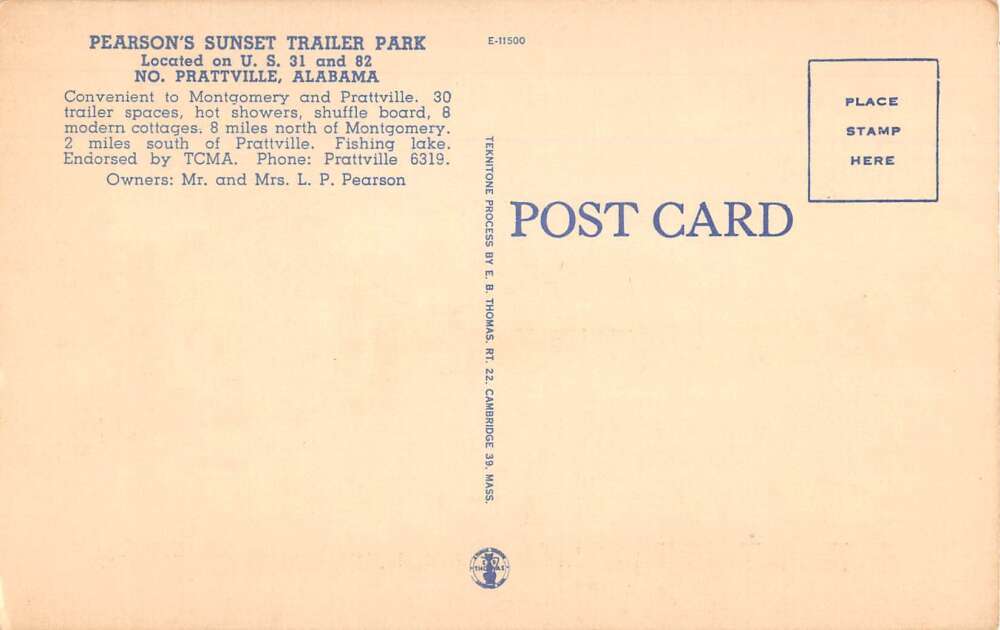 PEARSON'S SUNSET TRAILER PARK
Located on U. S. 31 and 82
NO. PRATTVILLE, ALABAMA
Convenient to Montgomery and Prattville. 30
trailer spaces, hot showers, shuffle board, 8
modern cottages. 8 miles north of Montgomery.
2 miles south of Prattville. Fishing lake.
Endorsed by TCMA. Phone: Prattville 6319.
Owners: Mr. and Mrs. L. P. Pearson
E-11500
TEKNITONE PROCESS BY E. B. THOMAS, RT. 22, CAMBRIDGE 39, MASS.
PLACE
STAMP
HERE
POST CARD
THOMAS